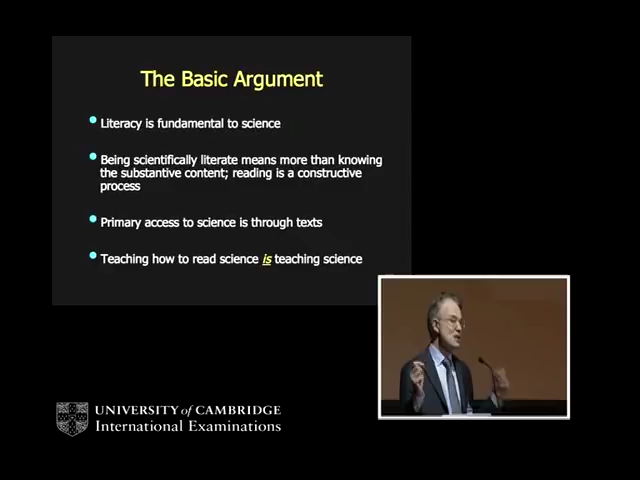 The Basic Argument
Literacy is fundamental to science
Being scientifically literate means more than knowing
the substantive content; reading is a constructive
process
Primary access to science is through texts
Teaching how to read science is teaching science
UNIVERSITY of CAMBRIDGE
International Examinations